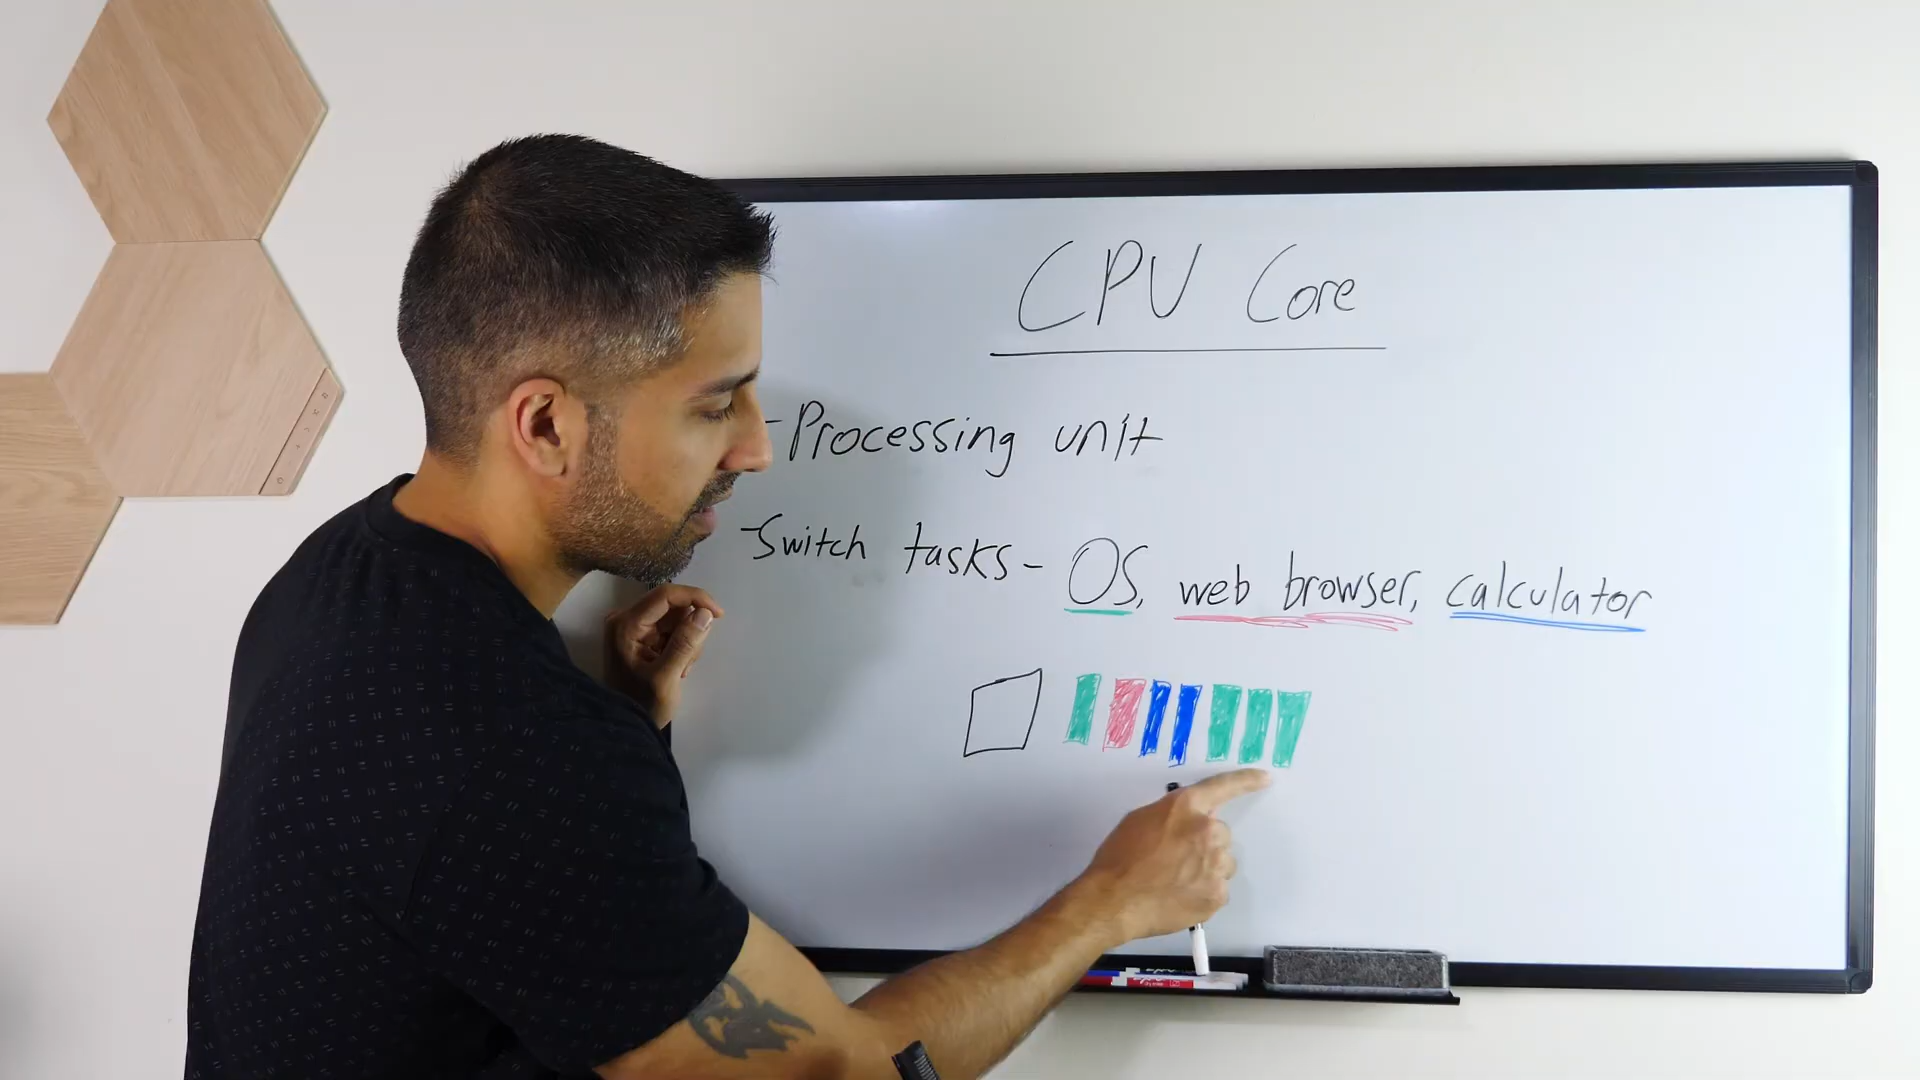 CPU Core
-Processing unit
-Switch tasks- OS, web browser, calculator